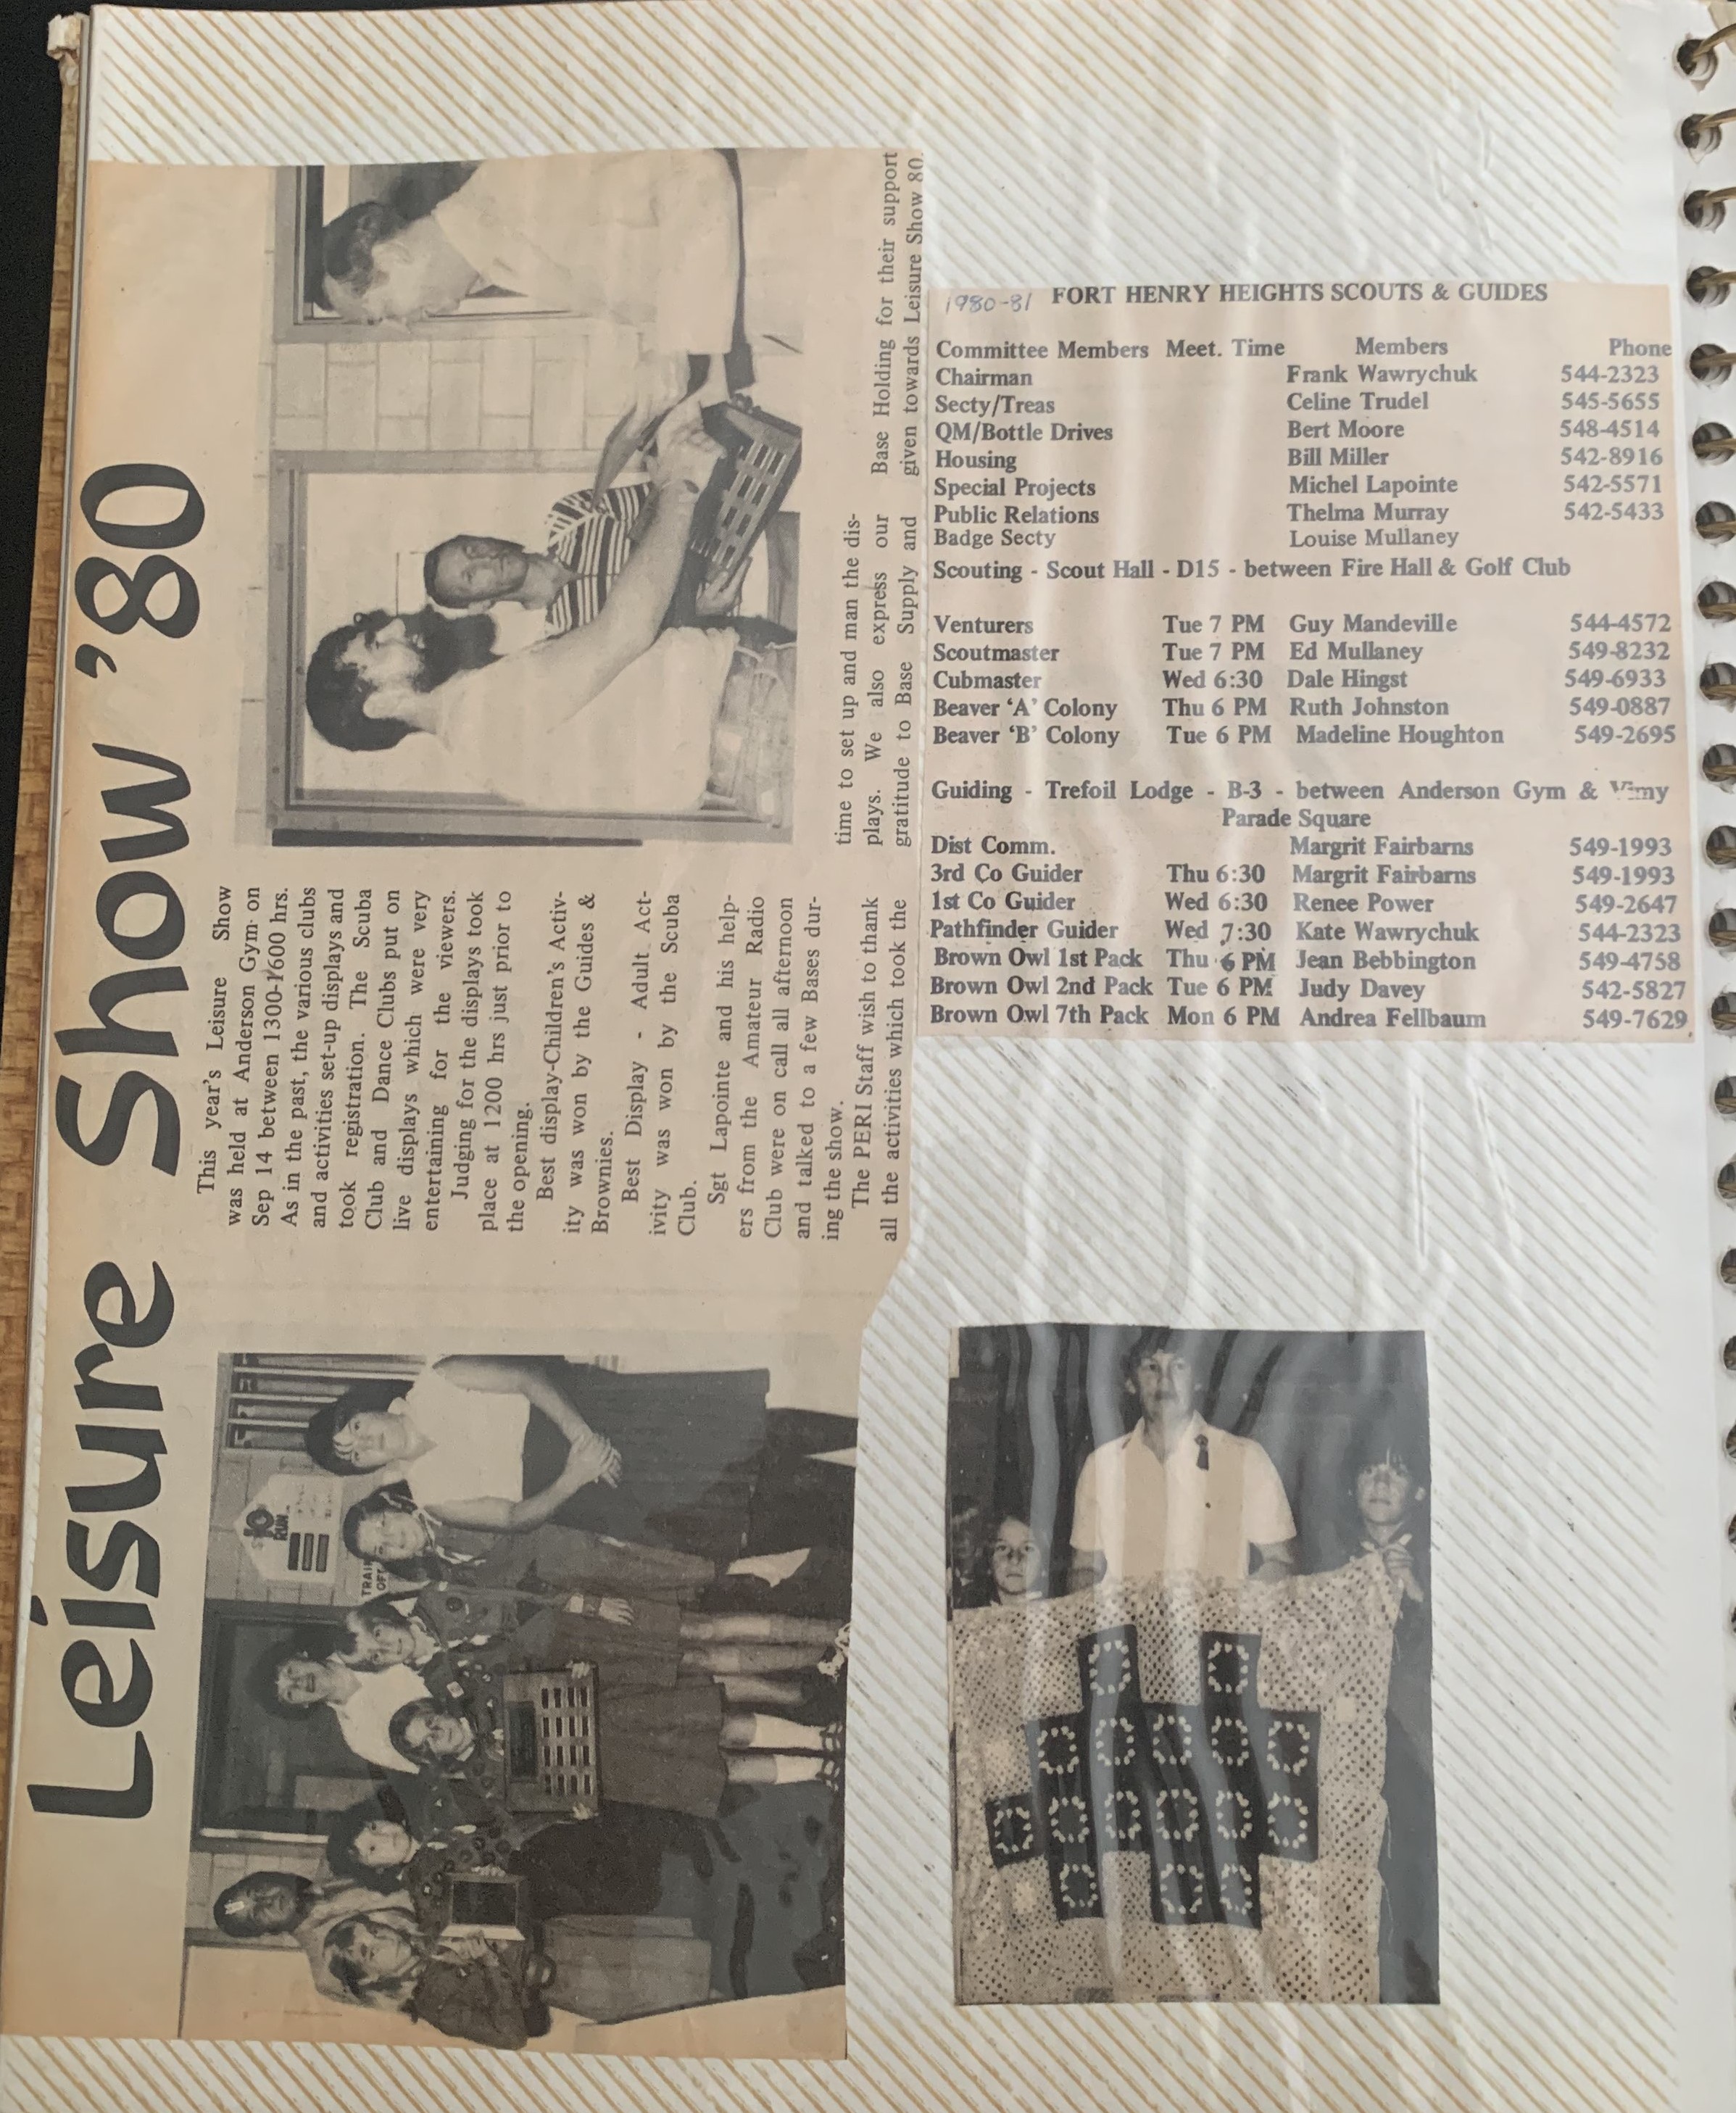 Leisure Show '80
This year's Leisure Show
was held at Anderson Gym on
Sep 14 between 1300-1600 hrs.
As in the past, the various clubs
and activities set-up displays and
took registration. The Scuba
Club and Dance Clubs put on
live displays which were very
entertaining for the viewers.
Judging for the displays took
place at 1200 hrs just prior to
the opening.
Best display-Children's Activ-
ity was won by the Guides &
Brownies.
Best Display - Adult Act-
ivity was won by the Scuba
Club.
Sgt Lapointe and his help-
ers from the Amateur Radio
Club were on call all afternoon
and talked to a few Bases dur-
ing the show.
The PERI Staff wish to thank
all the activities which took the
time to set up and man the dis-
plays. We also express our
gratitude to Base Supply and
Base Holding for their support
given towards Leisure Show 80.
RUN
1980-81 FORT HENRY HEIGHTS SCOUTS & GUIDES
Committee Members Meet. Time Members Phone
Chairman Frank Wawrychuk 544-2323
Secty/Treas Celine Trudel 545-5655
QM/Bottle Drives Bert Moore 548-4514
Housing Bill Miller 542-8916
Special Projects Michel Lapointe 542-5571
Public Relations Thelma Murray 542-5433
Badge Secty Louise Mullaney
Scouting - Scout Hall - D15 - between Fire Hall & Golf Club
Venturers Tue 7 PM Guy Mandeville 544-4572
Scoutmaster Tue 7 PM Ed Mullaney 549-8232
Cubmaster Wed 6:30 Dale Hingst 549-6933
Beaver 'A' Colony Thu 6 PM Ruth Johnston 549-0887
Beaver 'B' Colony Tue 6 PM Madeline Houghton 549-2695
Guiding - Trefoil Lodge - B-3 - between Anderson Gym & Vimy
Parade Square
Dist Comm. Margrit Fairbarns 549-1993
3rd Co Guider Thu 6:30 Margrit Fairbarns 549-1993
1st Co Guider Wed 6:30 Renee Power 549-2647
Pathfinder Guider Wed 7:30 Kate Wawrychuk 544-2323
Brown Owl 1st Pack Thu 6 PM Jean Bebbington 549-4758
Brown Owl 2nd Pack Tue 6 PM Judy Davey 542-5827
Brown Owl 7th Pack Mon 6 PM Andrea Fellbaum 549-7629